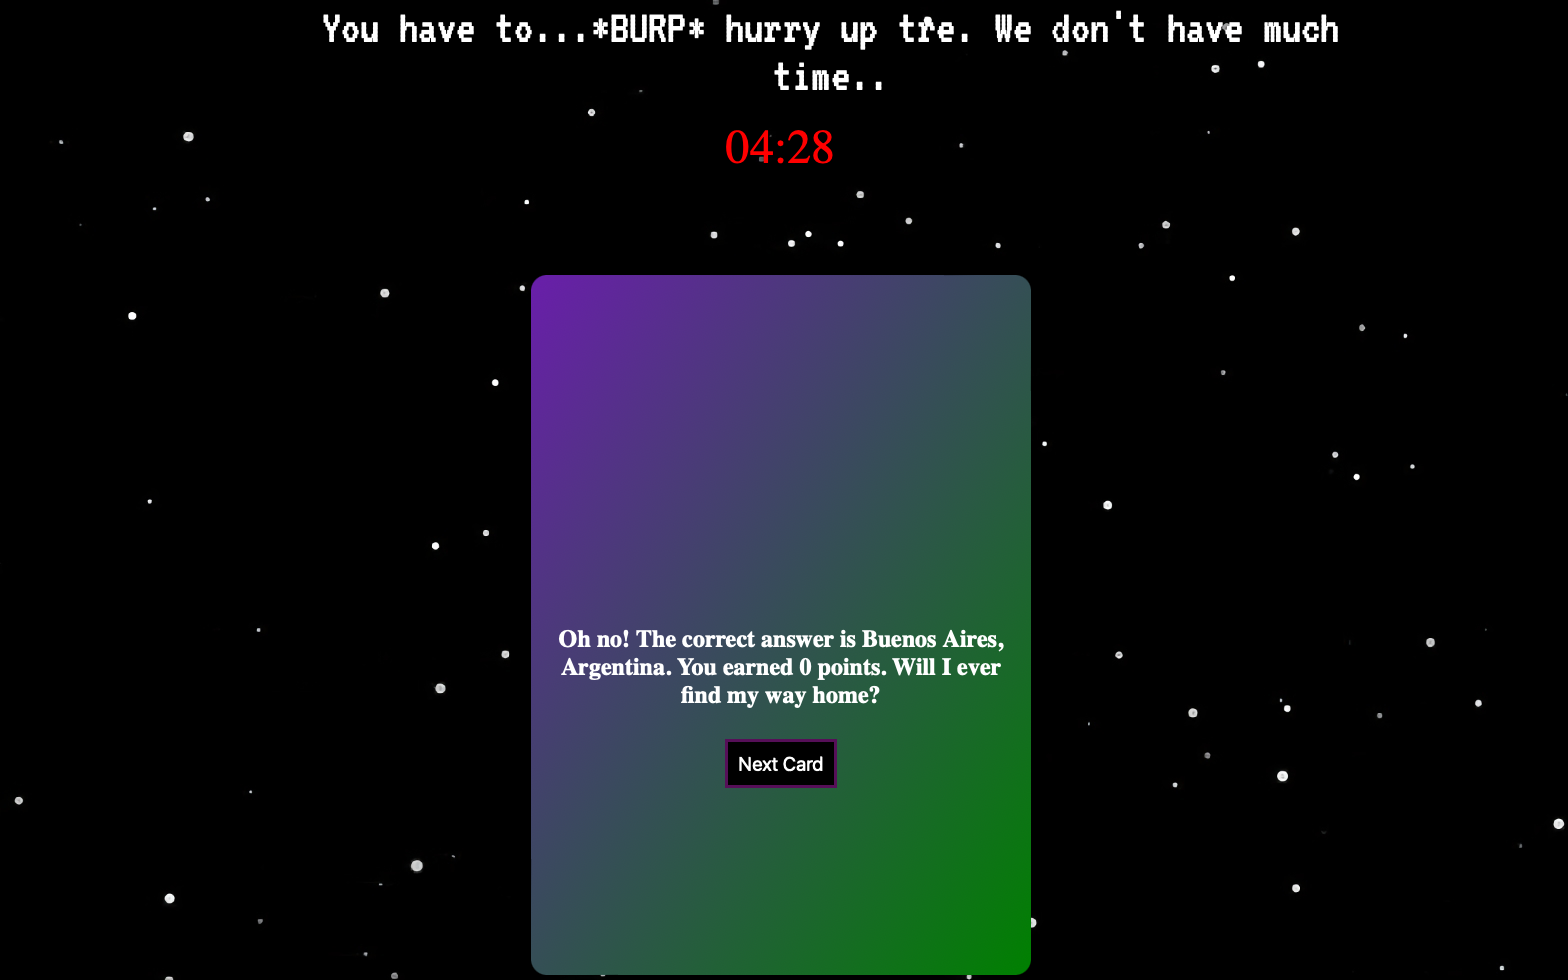 You have to...*BURP* hurry up tre. We don't have much
time..
04:28
Oh no! The correct answer is Buenos Aires,
Argentina. You earned 0 points. Will I ever
find my way home?
Next Card